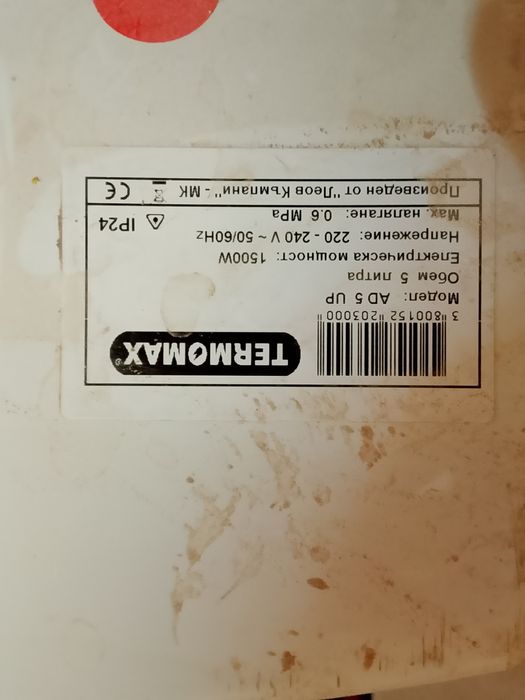 TERMOMAX®
3 800152 203000
Модел: AD 5 UP
Обем 5 литра
Електрическа мощност: 1500W
Напрежение: 220 - 240 V ~ 50/60Hz
Max. налягане: 0.6 MPa
IP24
Произведен от "Леов Къмпани" - МК CE